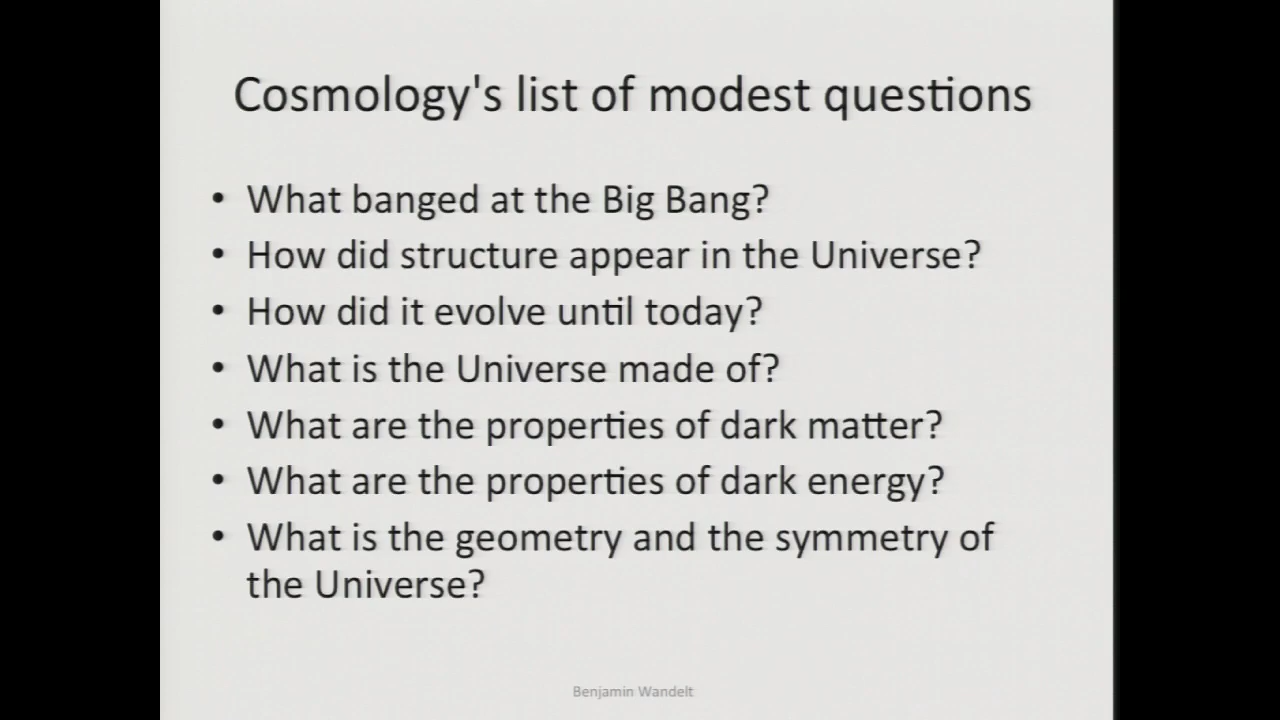 Cosmology's list of modest questions
• What banged at the Big Bang?
• How did structure appear in the Universe?
• How did it evolve until today?
• What is the Universe made of?
• What are the properties of dark matter?
• What are the properties of dark energy?
• What is the geometry and the symmetry of
the Universe?
Benjamin Wandelt